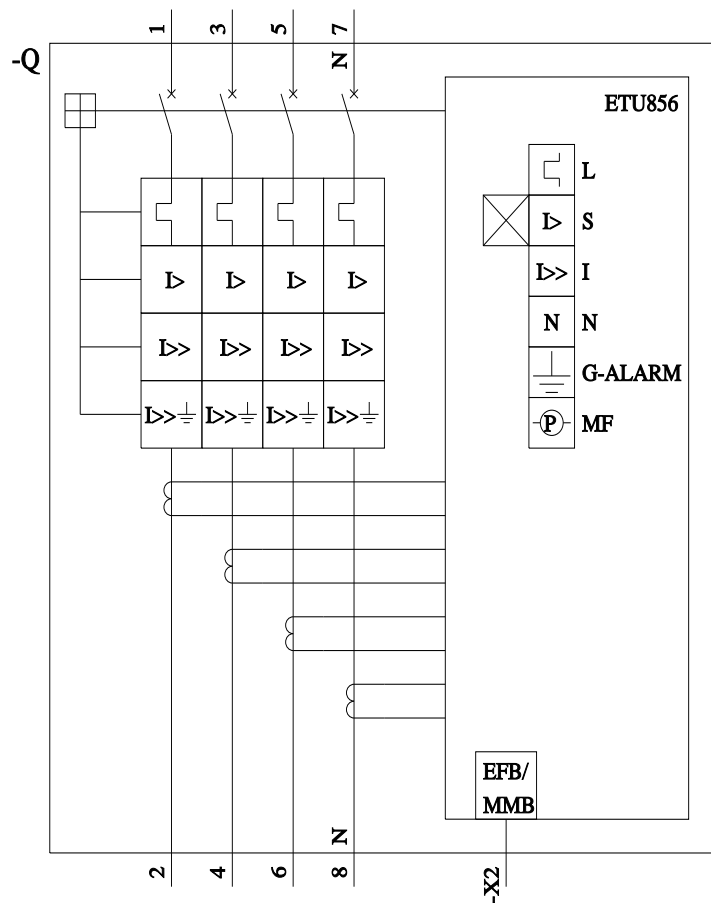 1 3 5 7
-Q
N
ETU856
L
I> I> I> I>
I> S
I>> I>> I>> I>>
I>> I
N N
I>> I>> I>> I>>
G-ALARM
P MF
EFB/
MMB
N
2 4 6 8
-X2